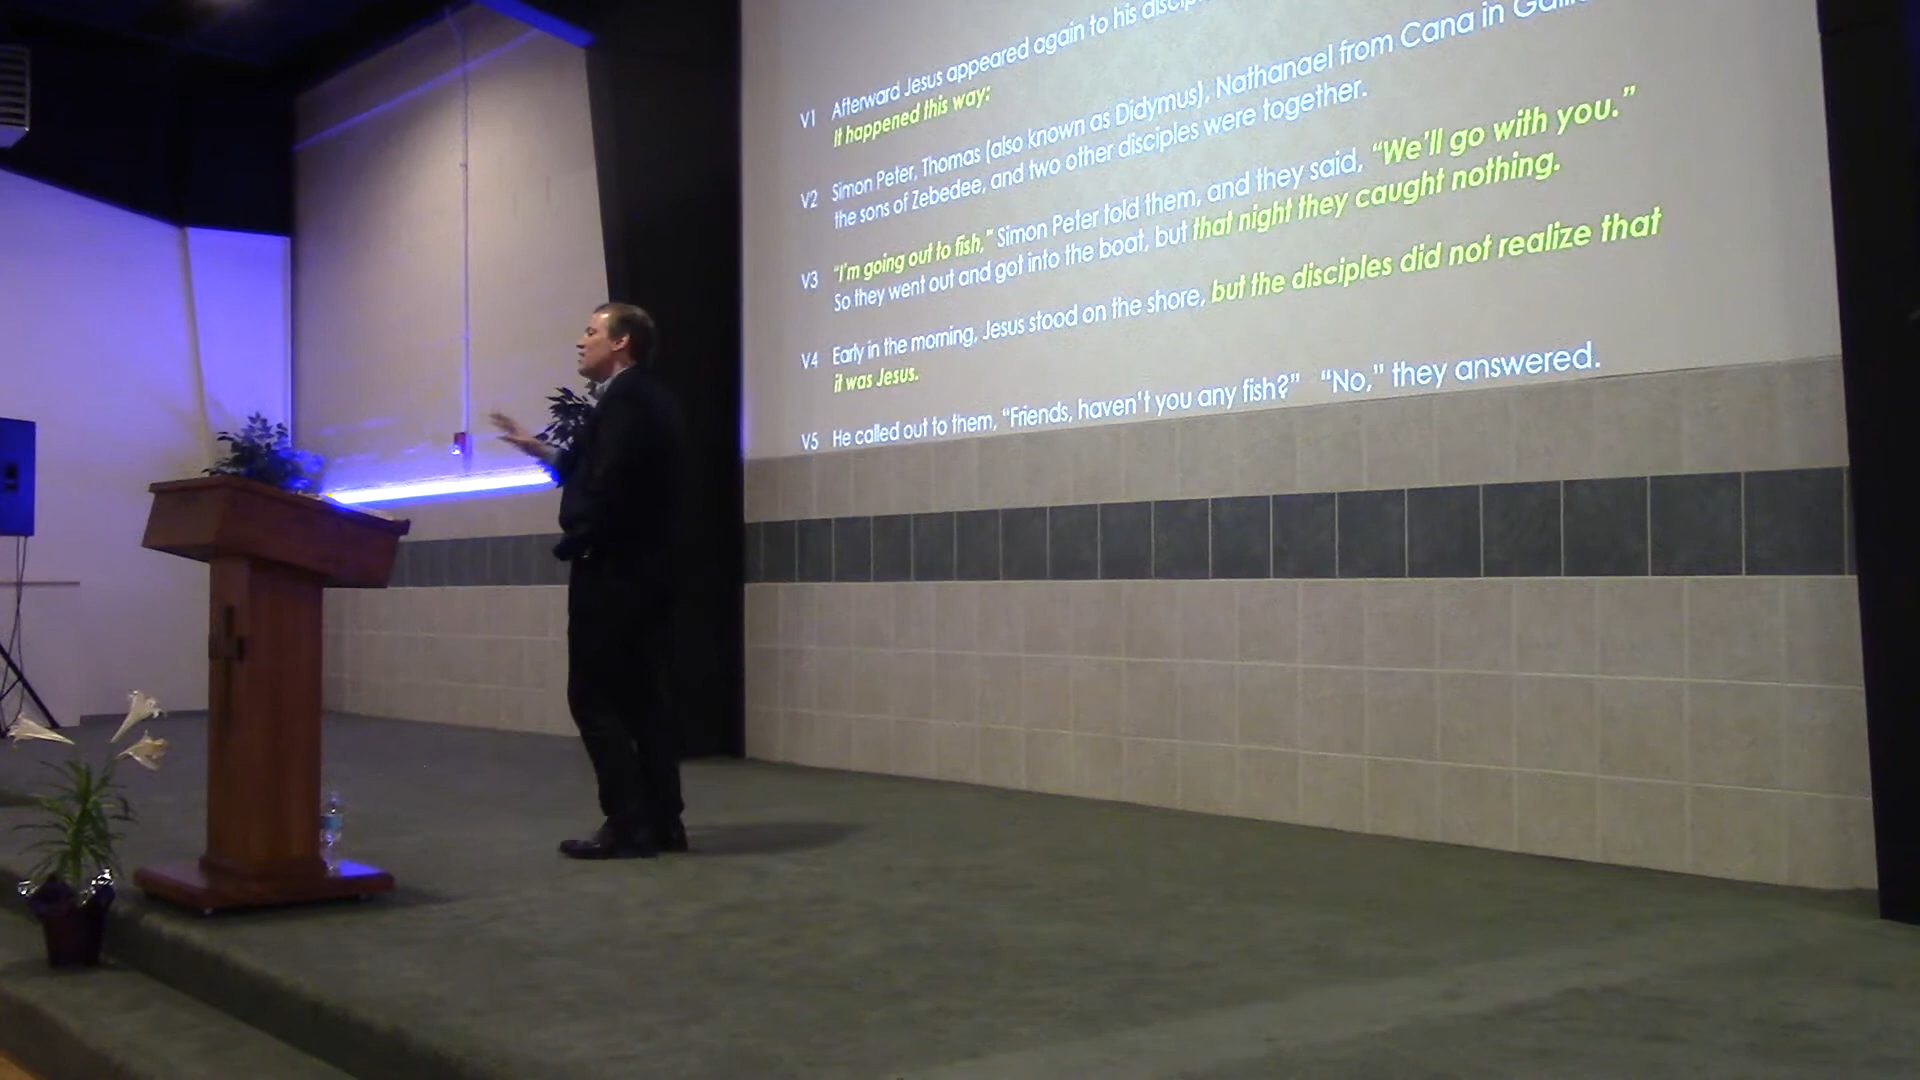 V1 Afterward Jesus appeared again to his
It happened this way:
V2 Simon Peter, Thomas (also known as Didymus), Nathanael from Cana in
the sons of Zebedee, and two other disciples were together.
V3 “I'm going out to fish,” Simon Peter told them, and they said, “We'll go with you.”
So they went out and got into the boat, but that night they caught nothing.
V4 Early in the morning, Jesus stood on the shore, but the disciples did not realize that
it was Jesus.
V5 He called out to them, “Friends, haven't you any fish?” “No,” they answered.